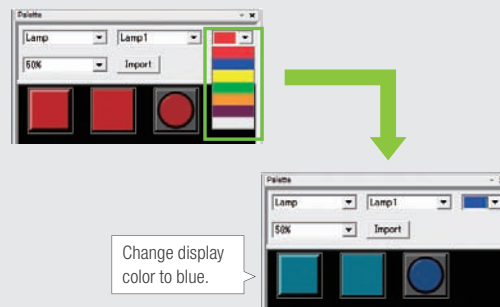 Palette
Lamp Lamp1
50% Import
Palette
Lamp Lamp1
50% Import
Change display
color to blue.